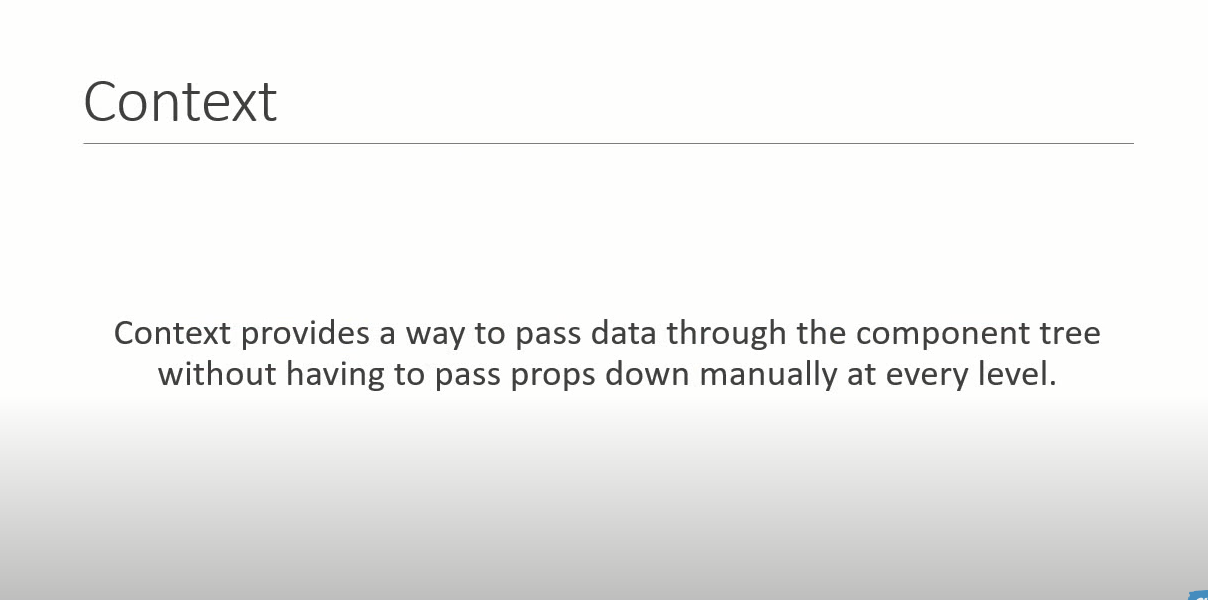 Context
Context provides a way to pass data through the component tree
without having to pass props down manually at every level.